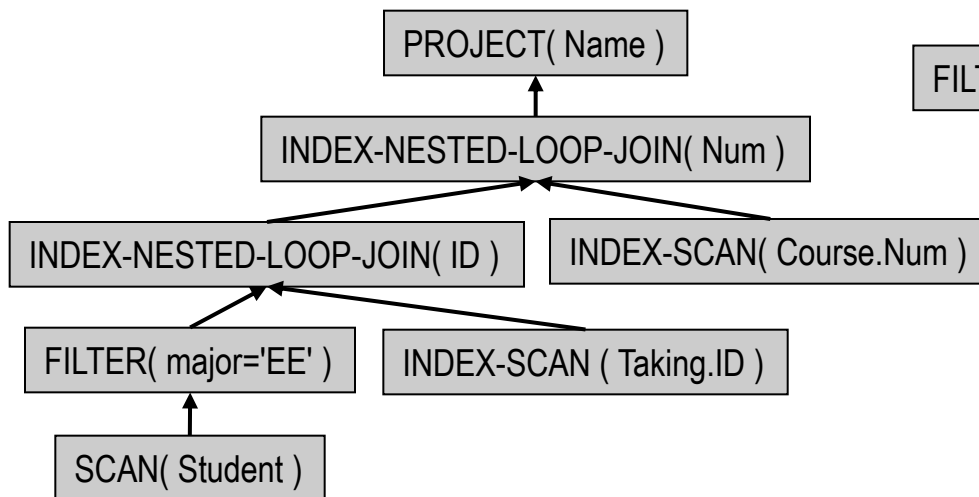 PROJECT( Name )
FILT
INDEX-NESTED-LOOP-JOIN( Num )
INDEX-NESTED-LOOP-JOIN( ID )
INDEX-SCAN( Course.Num )
FILTER( major='EE' )
INDEX-SCAN ( Taking.ID )
SCAN( Student )